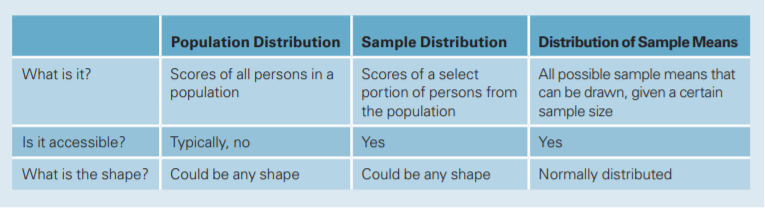 Population Distribution Sample Distribution Distribution of Sample Means
What is it? Scores of all persons in a Scores of a select All possible sample means that
population portion of persons from can be drawn, given a certain
the population sample size
Is it accessible? Typically, no Yes Yes
What is the shape? Could be any shape Could be any shape Normally distributed